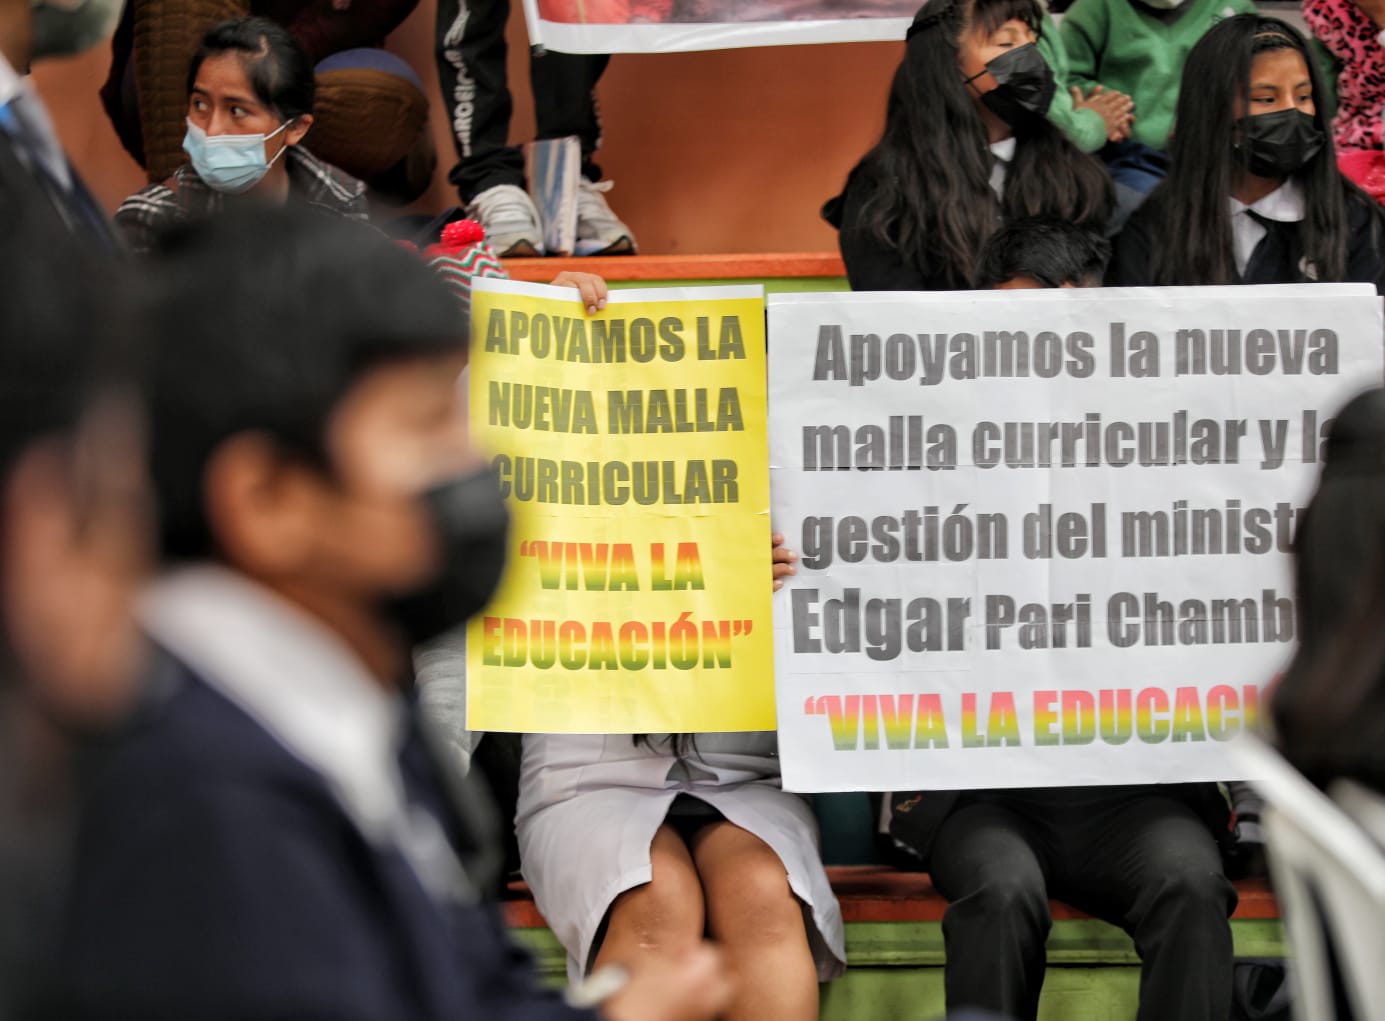 APOYAMOS LA
NUEVA MALLA
CURRICULAR
“VIVA LA
EDUCACIÓN”
Apoyamos la nueva
malla curricular y la
gestión del minist
Edgar Pari Chamb
“VIVA LA EDUCACI